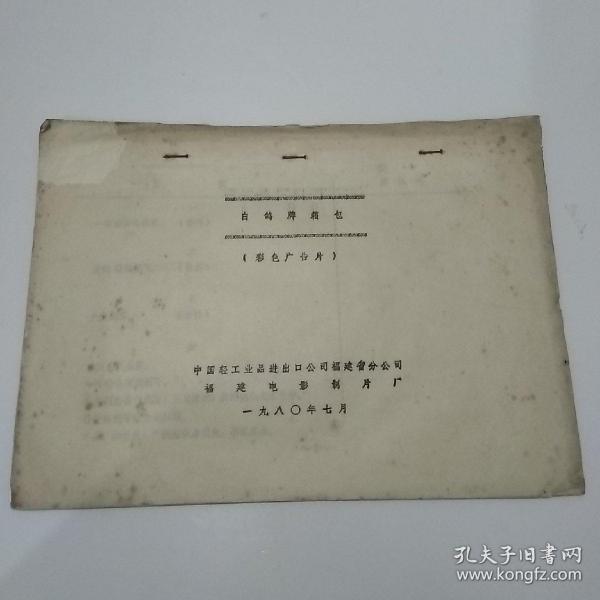 白鸽牌箱包
(彩色广告片)
中国轻工业品进出口公司福建省分公司
福建电影制片厂
一九八〇年七月
孔夫子旧书网
www.kongfz.com